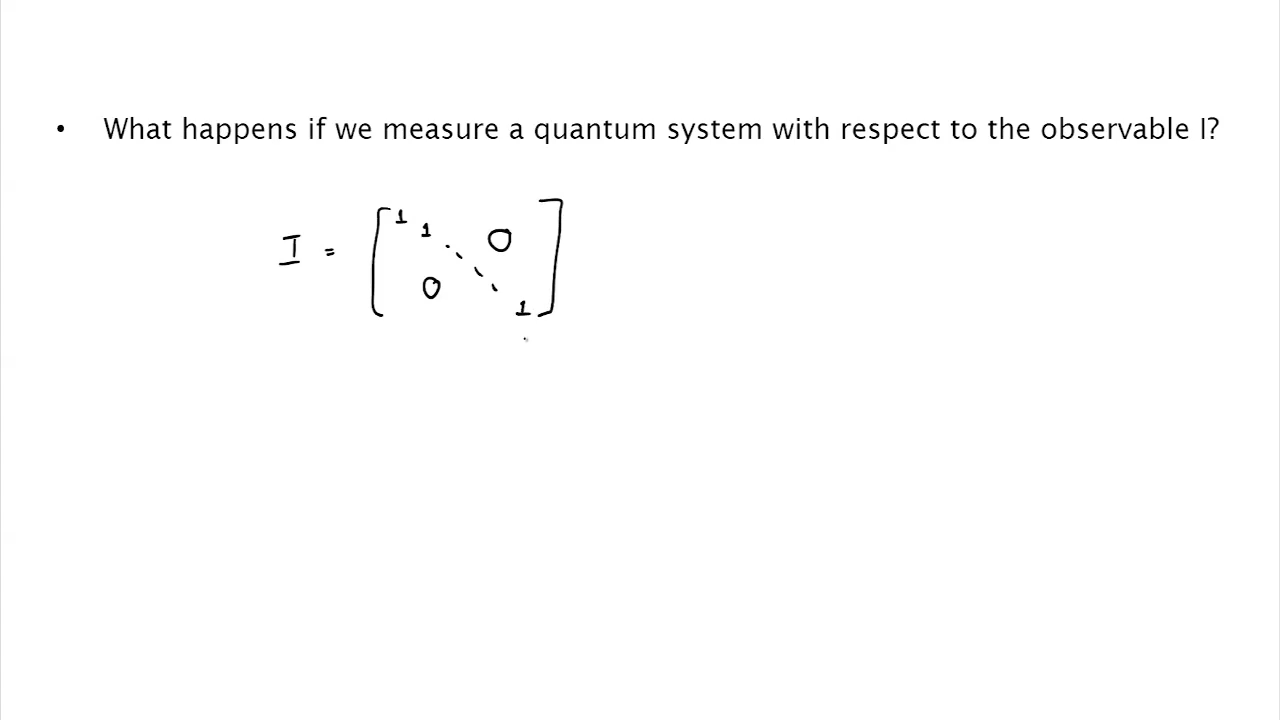 • What happens if we measure a quantum system with respect to the observable I?
I = [ 1 1 ⋱ 0 0 1 ]